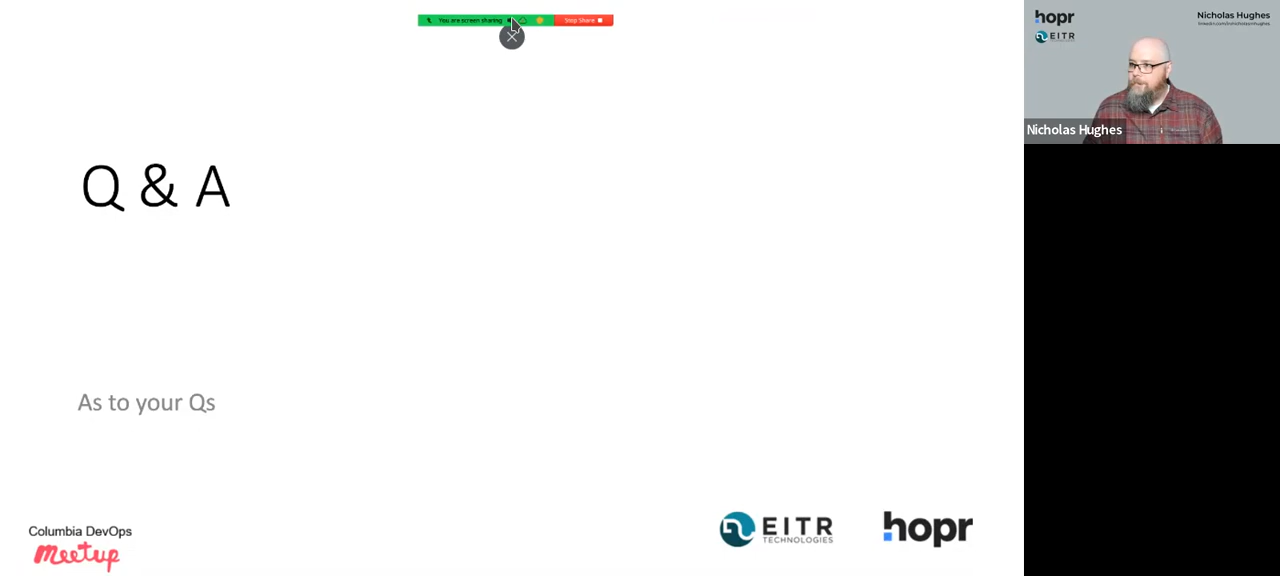 You are screen sharing
Stop Share
Q & A
As to your Qs
Columbia DevOps
meetup
EITR
TECHNOLOGIES
hopr
hopr
EITR
Nicholas Hughes
Nicholas Hughes